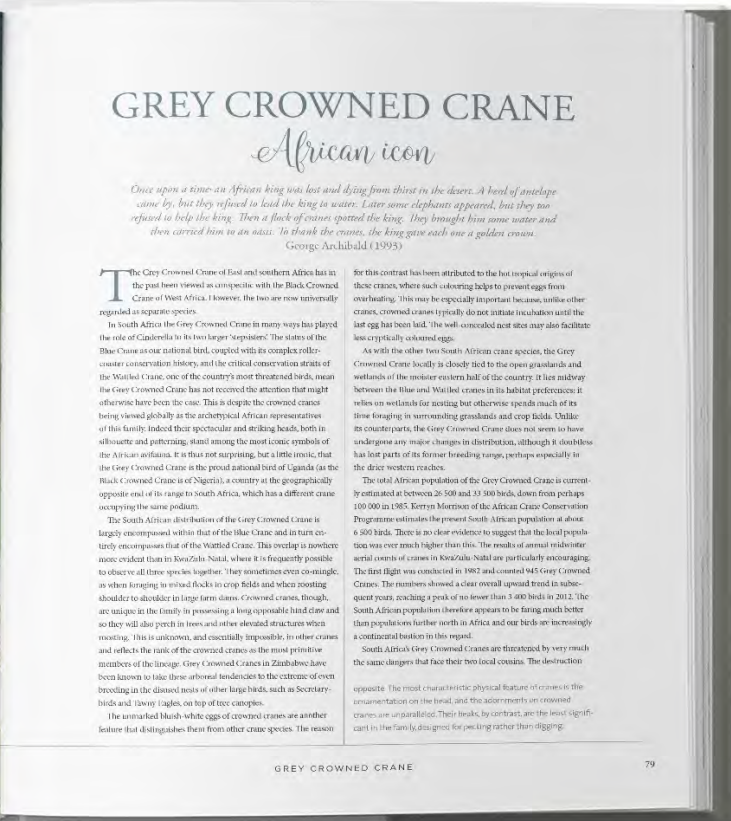 GREY CROWNED CRANE
African icon
Once upon a time an African king was lost and dying from thirst in the desert. A herd of antelope
came by, but they refused to lead the king to water. Later some elephants appeared, but they too
refused to help the king. Then a flock of cranes spotted the king. They brought him some water and
then carried him to an oasis. To thank the cranes, the king gave each one a golden crown.
George Archibald (1993)
The Grey Crowned Crane of East and southern Africa has in
the past been viewed as conspecific with the Black Crowned
Crane of West Africa. However, the two are now universally
regarded as separate species.
In South Africa the Grey Crowned Crane in many ways has played
the role of Cinderella to its two larger 'stepsisters'. The status of the
Blue Crane as our national bird, coupled with its complex roller-
coaster conservation history, and the critical conservation straits of
the Wattled Crane, one of the country's most threatened birds, mean
the Grey Crowned Crane has not received the attention that might
otherwise have been the case. This is despite the crowned cranes
being viewed globally as the archetypical African representatives
of this family. Indeed their spectacular and striking heads, both in
silhouette and patterning, stand among the most iconic symbols of
the African avifauna. It is thus not surprising, but a little ironic, that
the Grey Crowned Crane is the proud national bird of Uganda (as the
Black Crowned Crane is of Nigeria), a country at the geographically
opposite end of its range to South Africa, which has a different crane
occupying the same podium.
The South African distribution of the Grey Crowned Crane is
largely encompassed within that of the Blue Crane and in turn en-
tirely encompasses that of the Wattled Crane. This overlap is nowhere
more evident than in KwaZulu-Natal, where it is frequently possible
to observe all three species together. They sometimes even co-mingle,
as when foraging in mixed flocks in crop fields and when roosting
shoulder to shoulder in large farm dams. Crowned cranes, though,
are unique in the family in possessing a long opposable hind claw and
so they will also perch in trees and other elevated structures when
roosting. This is unknown, and essentially impossible, in other cranes
and reflects the rank of the crowned cranes as the most primitive
members of the lineage. Grey Crowned Cranes in Zimbabwe have
been known to take these arboreal tendencies to the extreme of even
breeding in the disused nests of other large birds, such as Secretary-
birds and Tawny Eagles, on top of tree canopies.
The unmarked bluish-white eggs of crowned cranes are another
feature that distinguishes them from other crane species. The reason
for this contrast has been attributed to the hot tropical origins of
these cranes, where such colouring helps to prevent eggs from
overheating. This may be especially important because, unlike other
cranes, crowned cranes typically do not initiate incubation until the
last egg has been laid. The well-concealed nest sites may also facilitate
less cryptically coloured eggs.
As with the other two South African crane species, the Grey
Crowned Crane locally is closely tied to the open grasslands and
wetlands of the moister eastern half of the country. It lies midway
between the Blue and Wattled cranes in its habitat preferences; it
relies on wetlands for nesting but otherwise spends much of its
time foraging in surrounding grasslands and crop fields. Unlike
its counterparts, the Grey Crowned Crane does not seem to have
undergone any major changes in distribution, although it doubtless
has lost parts of its former breeding range, perhaps especially in
the drier western reaches.
The total African population of the Grey Crowned Crane is current-
ly estimated at between 26 500 and 33 500 birds, down from perhaps
100 000 in 1985. Kerryn Morrison of the African Crane Conservation
Programme estimates the present South African population at about
6 500 birds. There is no clear evidence to suggest that the local popula-
tion was ever much higher than this. The results of annual midwinter
aerial counts of cranes in KwaZulu-Natal are particularly encouraging.
The first flight was conducted in 1982 and counted 945 Grey Crowned
Cranes. The numbers showed a clear overall upward trend in subse-
quent years, reaching a peak of no fewer than 3 400 birds in 2012. The
South African population therefore appears to be faring much better
than populations further north in Africa and our birds are increasingly
a continental bastion in this regard.
South Africa's Grey Crowned Cranes are threatened by very much
the same dangers that face their two local cousins. The destruction
opposite The most characteristic physical feature of cranes is the
ornamentation on the head, and the adornments on crowned
cranes are unparalleled. Their beaks, by contrast, are the least signifi-
cant in the family, designed for pecking rather than digging.
GREY CROWNED CRANE
79